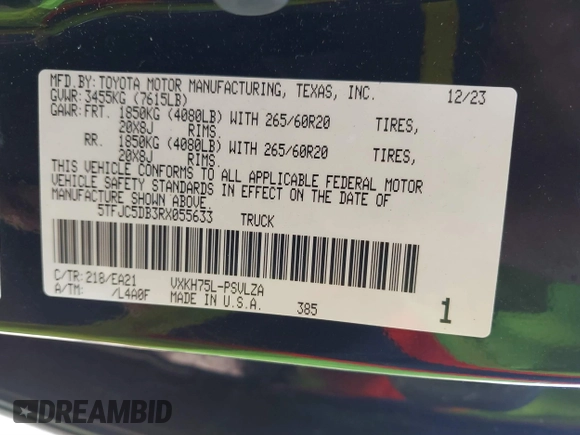 MFD.BY:TOYOTA MOTOR MANUFACTURING, TEXAS, INC. 12/23
GVWR:3455KG (7615LB)
GAWR:FRT. 1850KG (4080LB) WITH 265/60R20 TIRES,
20X8J RIMS.
RR. 1850KG (4080LB) WITH 265/60R20 TIRES,
20X8J RIMS.
THIS VEHICLE CONFORMS TO ALL APPLICABLE FEDERAL MOTOR
VEHICLE SAFETY STANDARDS IN EFFECT ON THE DATE OF
MANUFACTURE SHOWN ABOVE.
5TFJC5DB3RX055633 TRUCK
C/TR:218/EA21 VXKH75L-PSVLZA
A/TM: /L4A0F MADE IN U.S.A. 385 1
DREAMBID